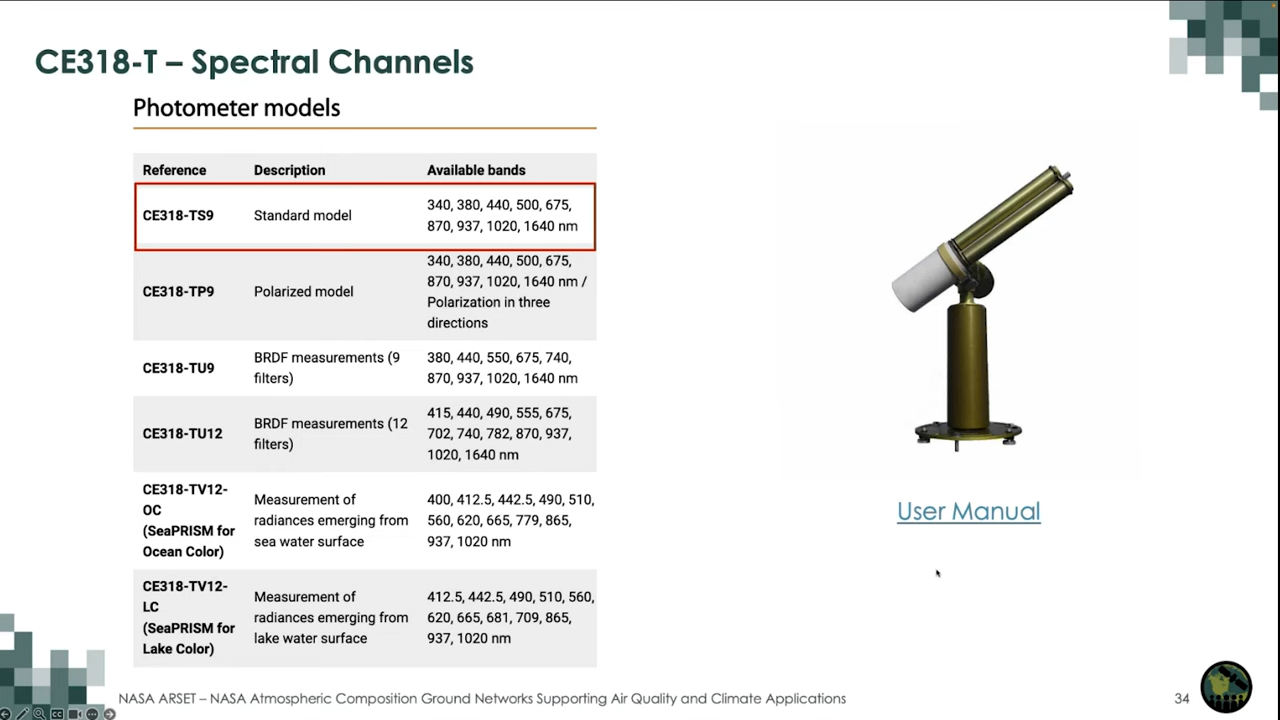 CE318-T – Spectral Channels
Photometer models
Reference Description Available bands
CE318-TS9 Standard model 340, 380, 440, 500, 675,
870, 937, 1020, 1640 nm
CE318-TP9 Polarized model 340, 380, 440, 500, 675,
870, 937, 1020, 1640 nm /
Polarization in three
directions
CE318-TU9 BRDF measurements (9
filters) 380, 440, 550, 675, 740,
870, 937, 1020, 1640 nm
CE318-TU12 BRDF measurements (12
filters) 415, 440, 490, 555, 675,
702, 740, 782, 870, 937,
1020, 1640 nm
CE318-TV12-
OC
(SeaPRISM for
Ocean Color)
Measurement of
radiances emerging from
sea water surface
400, 412.5, 442.5, 490, 510,
560, 620, 665, 779, 865,
937, 1020 nm
CE318-TV12-
LC
(SeaPRISM for
Lake Color)
Measurement of
radiances emerging from
lake water surface
412.5, 442.5, 490, 510, 560,
620, 665, 681, 709, 865,
937, 1020 nm
User Manual
NASA ARSET – NASA Atmospheric Composition Ground Networks Supporting Air Quality and Climate Applications
34